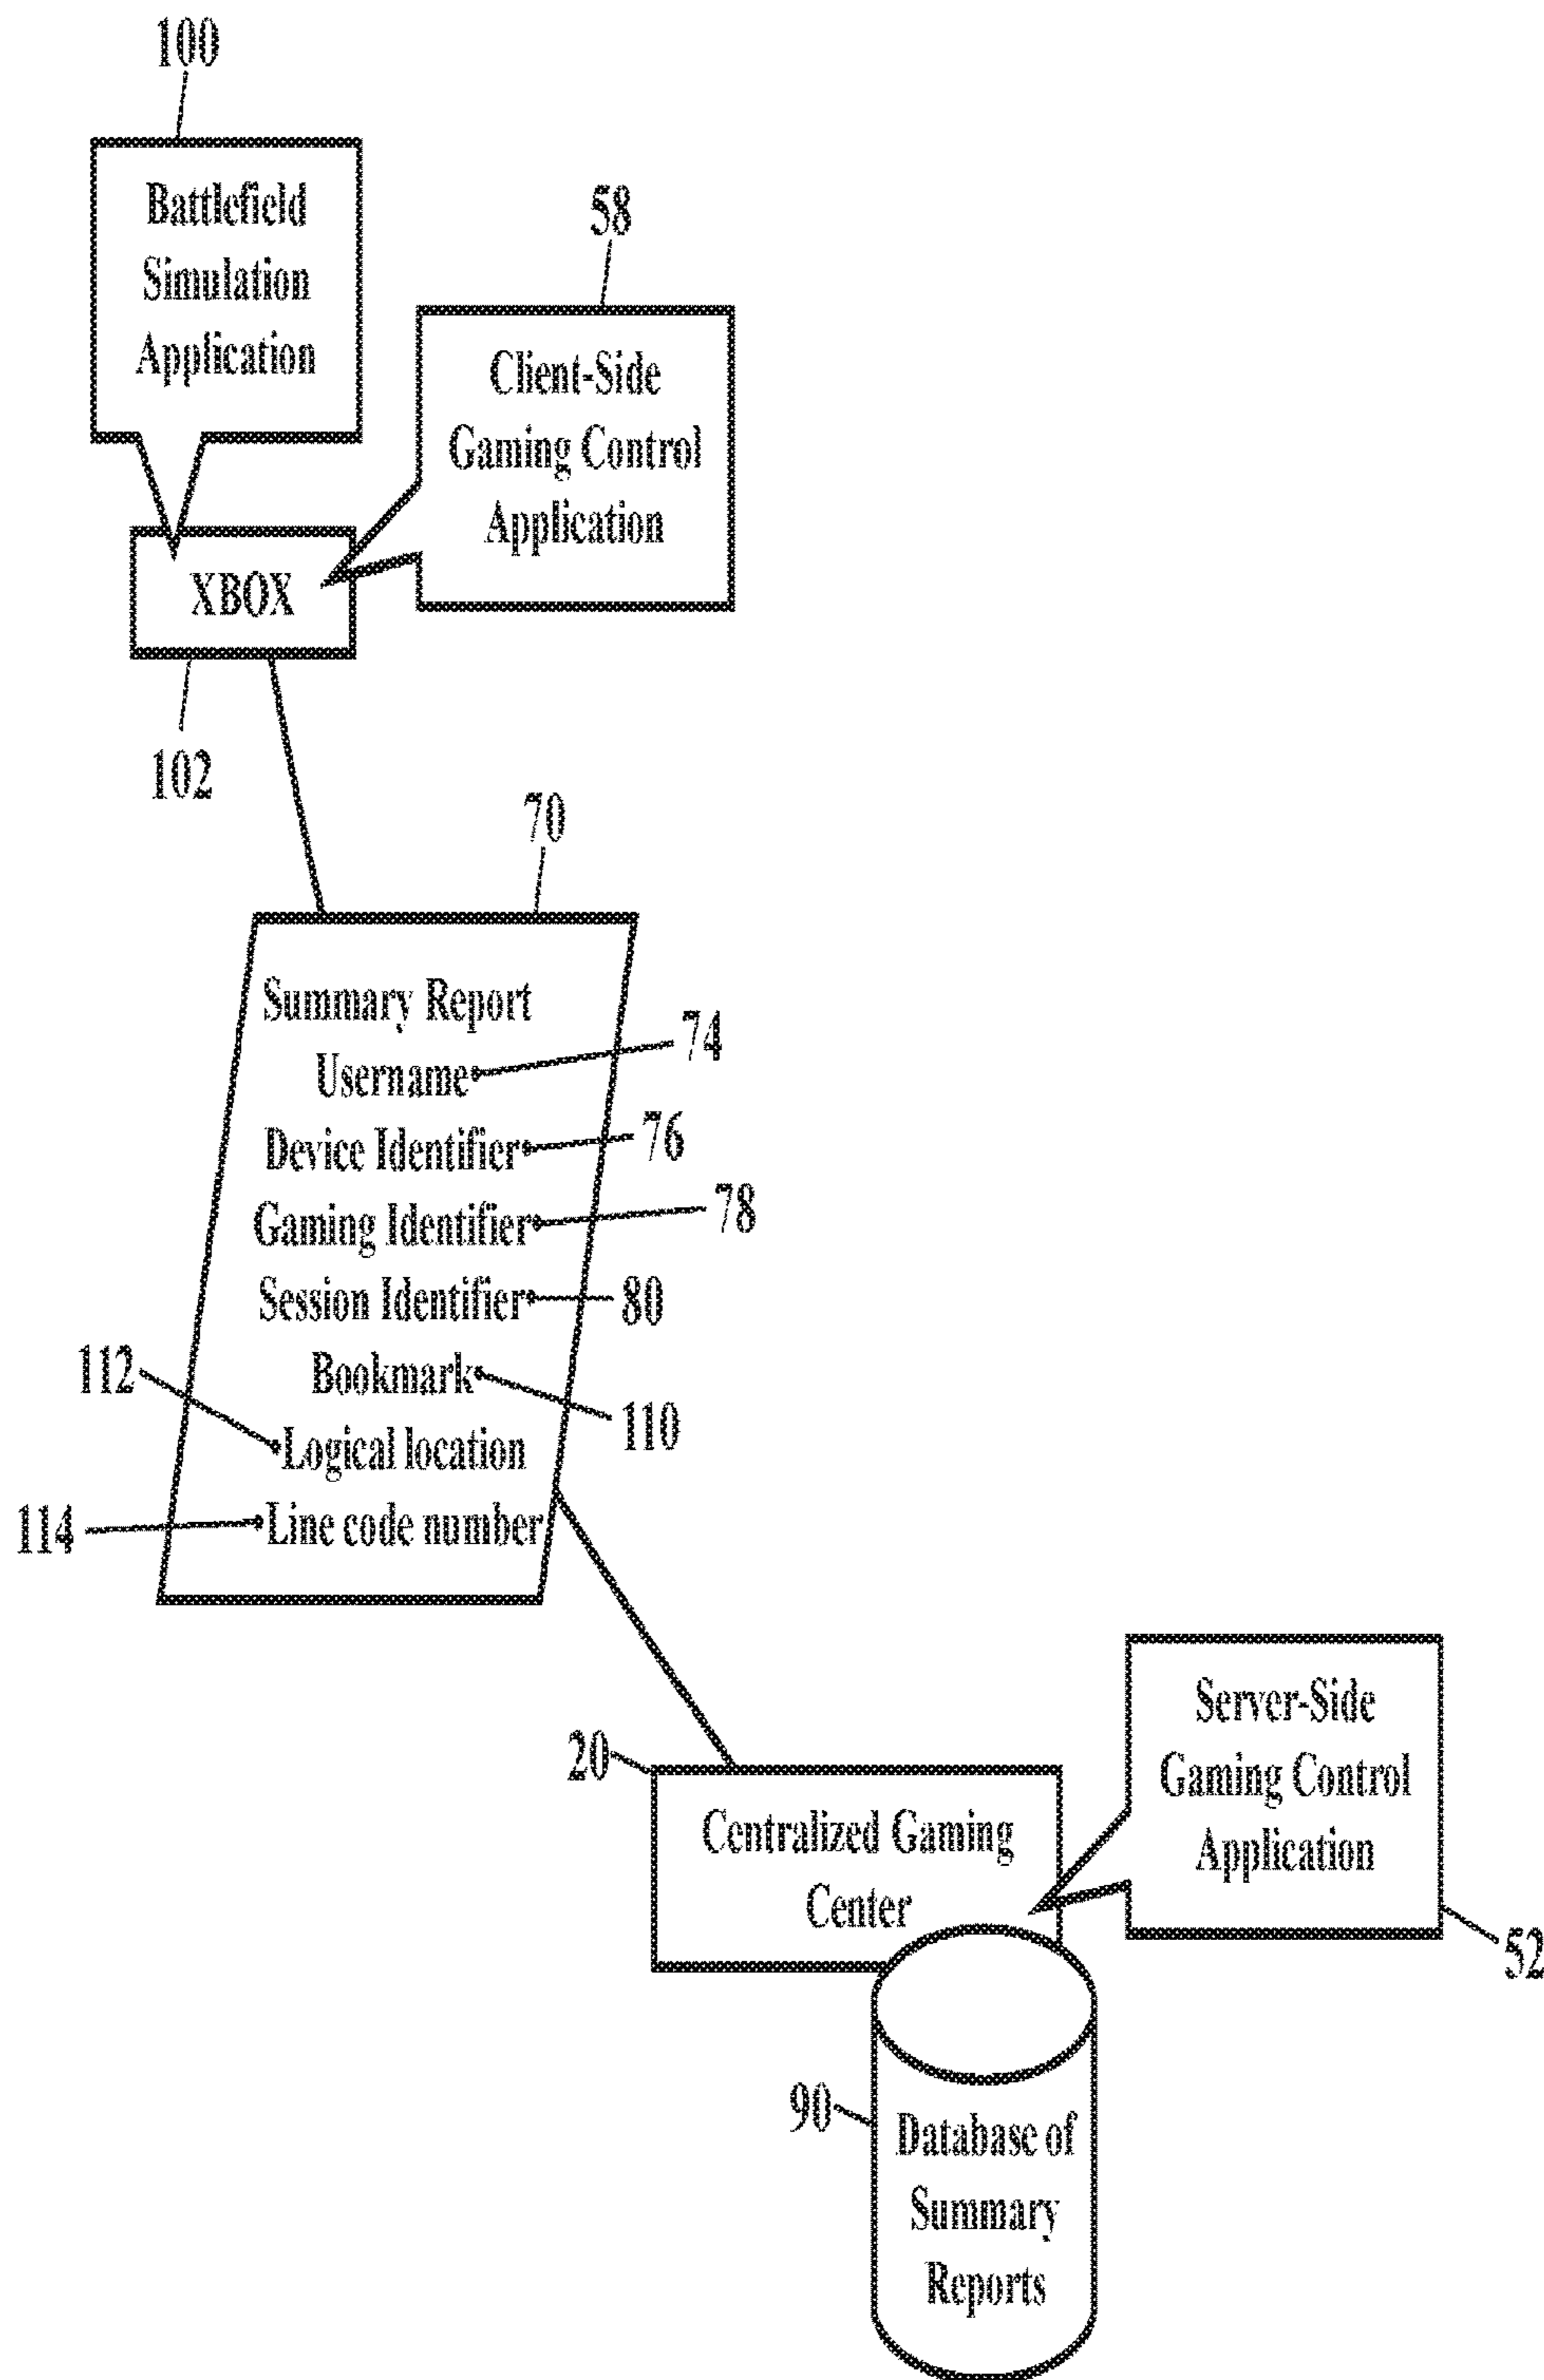 100
Battlefield
Simulation
Application
58
Client-Side
Gaming Control
Application
XBOX
102
70
Summary Report
Username
74
Device Identifier
76
Gaming Identifier
78
Session Identifier
80
Bookmark
110
112
Logical location
114
Line code number
20
Centralized Gaming
Center
Server-Side
Gaming Control
Application
52
90
Database of
Summary
Reports